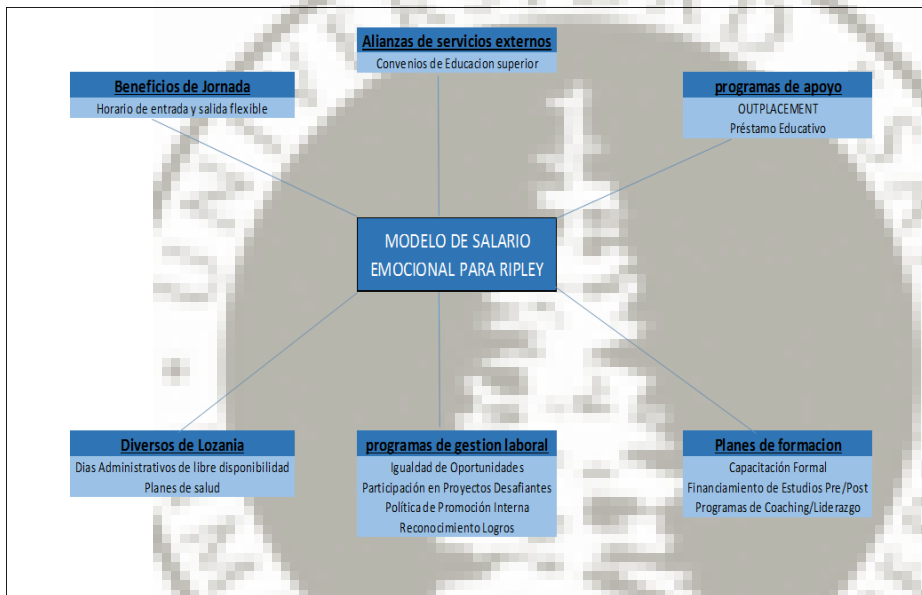 Alianzas de servicios externos
Convenios de Educacion superior
Beneficios de Jornada
Horario de entrada y salida flexible
programas de apoyo
OUTPLACEMENT
Préstamo Educativo
MODELO DE SALARIO
EMOCIONAL PARA RIPLEY
Diversos de Lozania
Dias Administrativos de libre disponibilidad
Planes de salud
programas de gestion laboral
Igualdad de Oportunidades
Participación en Proyectos Desafiantes
Política de Promoción Interna
Reconocimiento Logros
Planes de formacion
Capacitación Formal
Financiamiento de Estudios Pre/Post
Programas de Coaching/Liderazgo